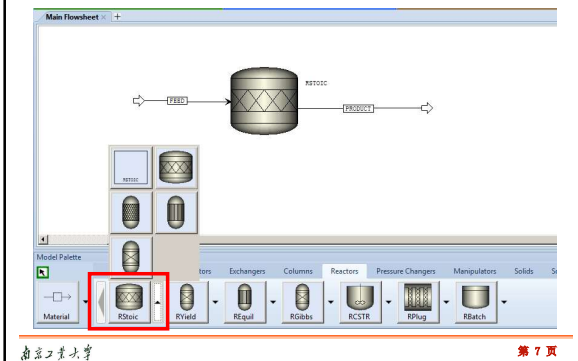 Main Flowsheet × +
RSTOIC
FEED
PRODUCT
RSTOIC
Model Palette
tors Exchangers Columns Reactors Pressure Changers Manipulators Solids
Material RStoic RYield REquil RGibbs RCSTR RPlug RBatch
南京工业大学 第 7 页